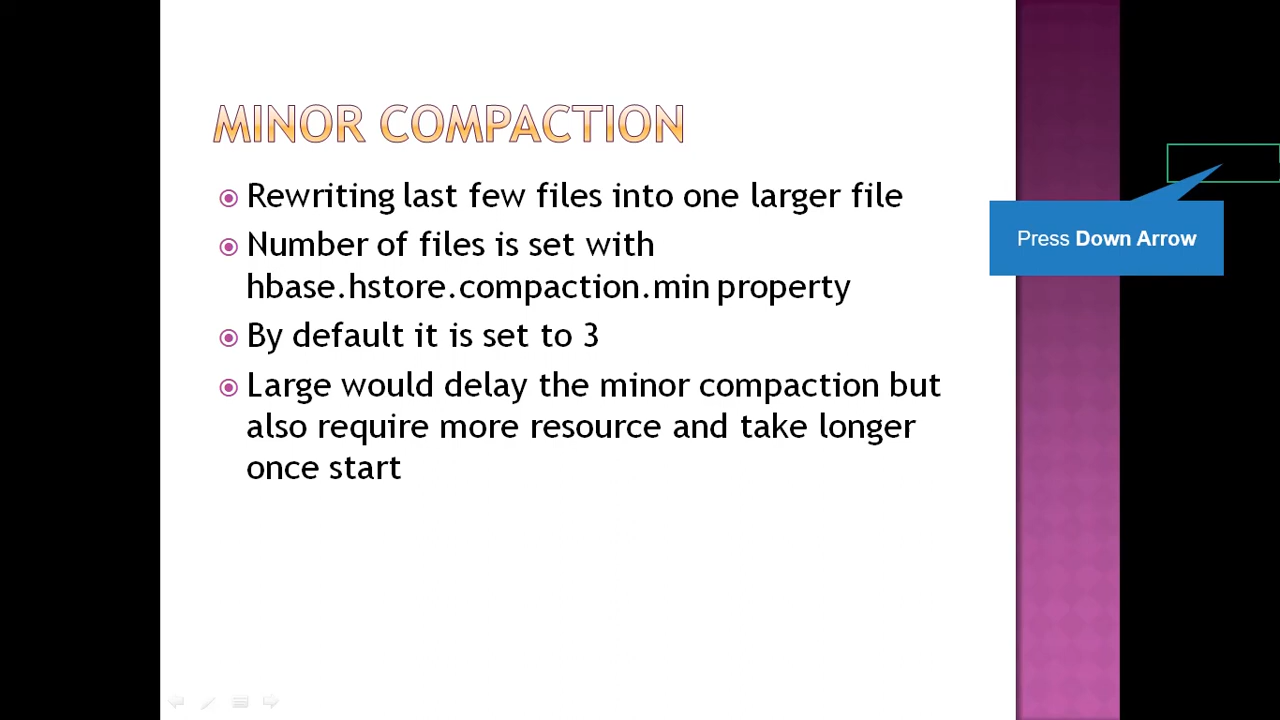 MINOR COMPACTION
Rewriting last few files into one larger file
Number of files is set with
hbase.hstore.compaction.min property
By default it is set to 3
Large would delay the minor compaction but
also require more resource and take longer
once start
Press Down Arrow